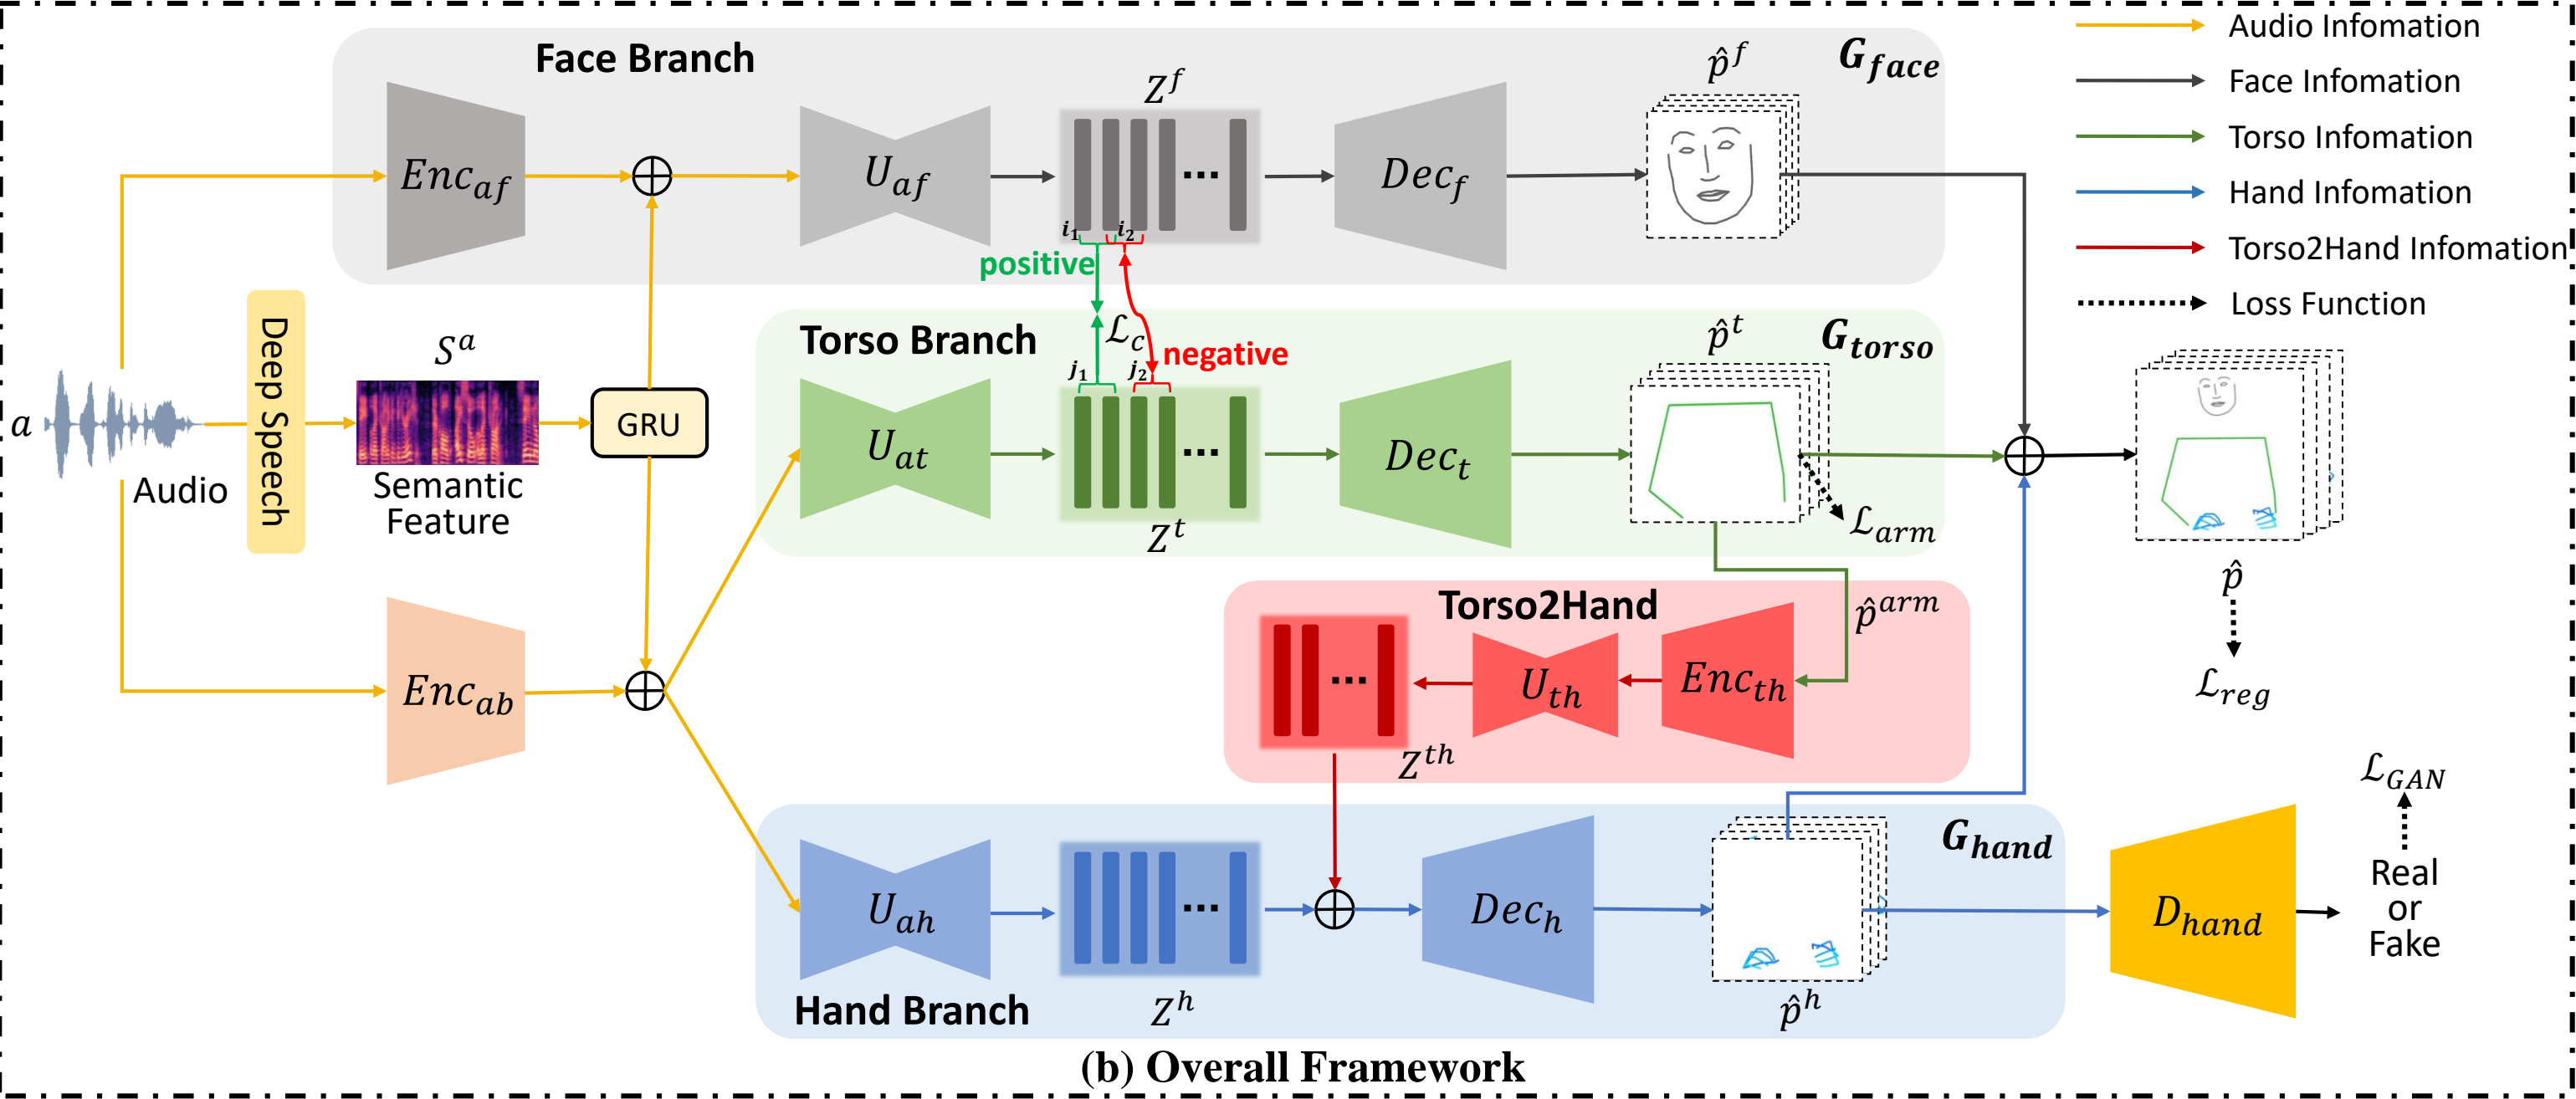 Audio Infomation
Face Infomation
Torso Infomation
Hand Infomation
Torso2Hand Infomation
Loss Function
Face Branch
G_face
Enc_af
U_af
Z^f
...
Dec_f
p̂^f
i_1
i_2
positive
L_c
negative
j_1
j_2
a
Audio
Deep Speech
S^a
Semantic
Feature
GRU
Torso Branch
G_torso
U_at
Z^t
...
Dec_t
p̂^t
L_arm
p̂
L_reg
Enc_ab
Torso2Hand
p̂^arm
Enc_th
U_th
...
Z^th
Hand Branch
G_hand
U_ah
Z^h
...
Dec_h
p̂^h
D_hand
L_GAN
Real
or
Fake
(b) Overall Framework